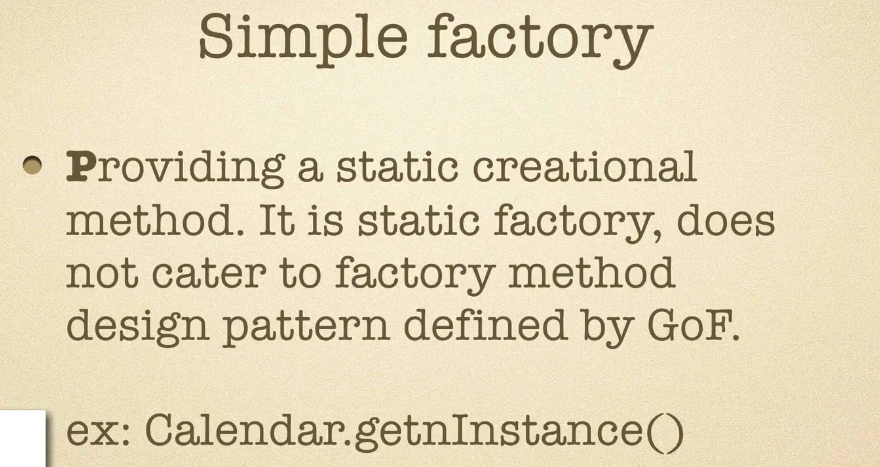 Simple factory
Providing a static creational
method. It is static factory, does
not cater to factory method
design pattern defined by GoF.
ex: Calendar.getnInstance()